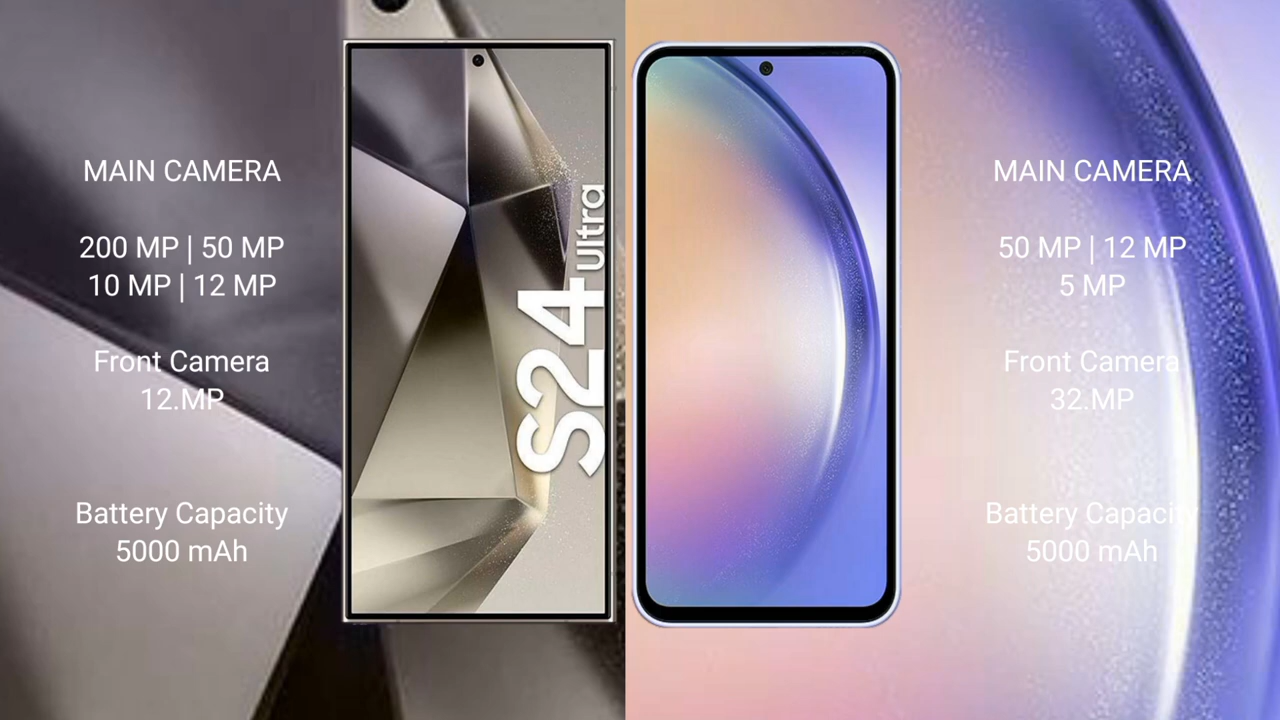 MAIN CAMERA
200 MP | 50 MP
10 MP | 12 MP
Front Camera
12.MP
Battery Capacity
5000 mAh
S24 Ultra
MAIN CAMERA
50 MP | 12 MP
5 MP
Front Camera
32.MP
Battery Capacity
5000 mAh